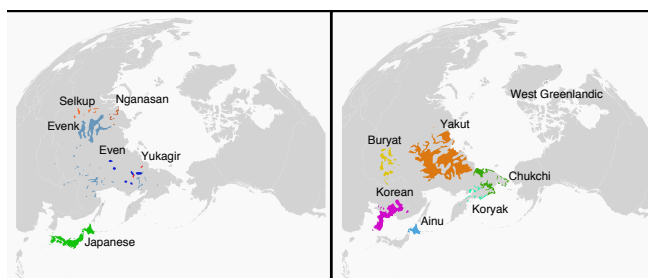 Selkup
Nganasan
Evenk
Even
Yukagir
Japanese
West Greenlandic
Yakut
Buryat
Chukchi
Korean
Koryak
Ainu